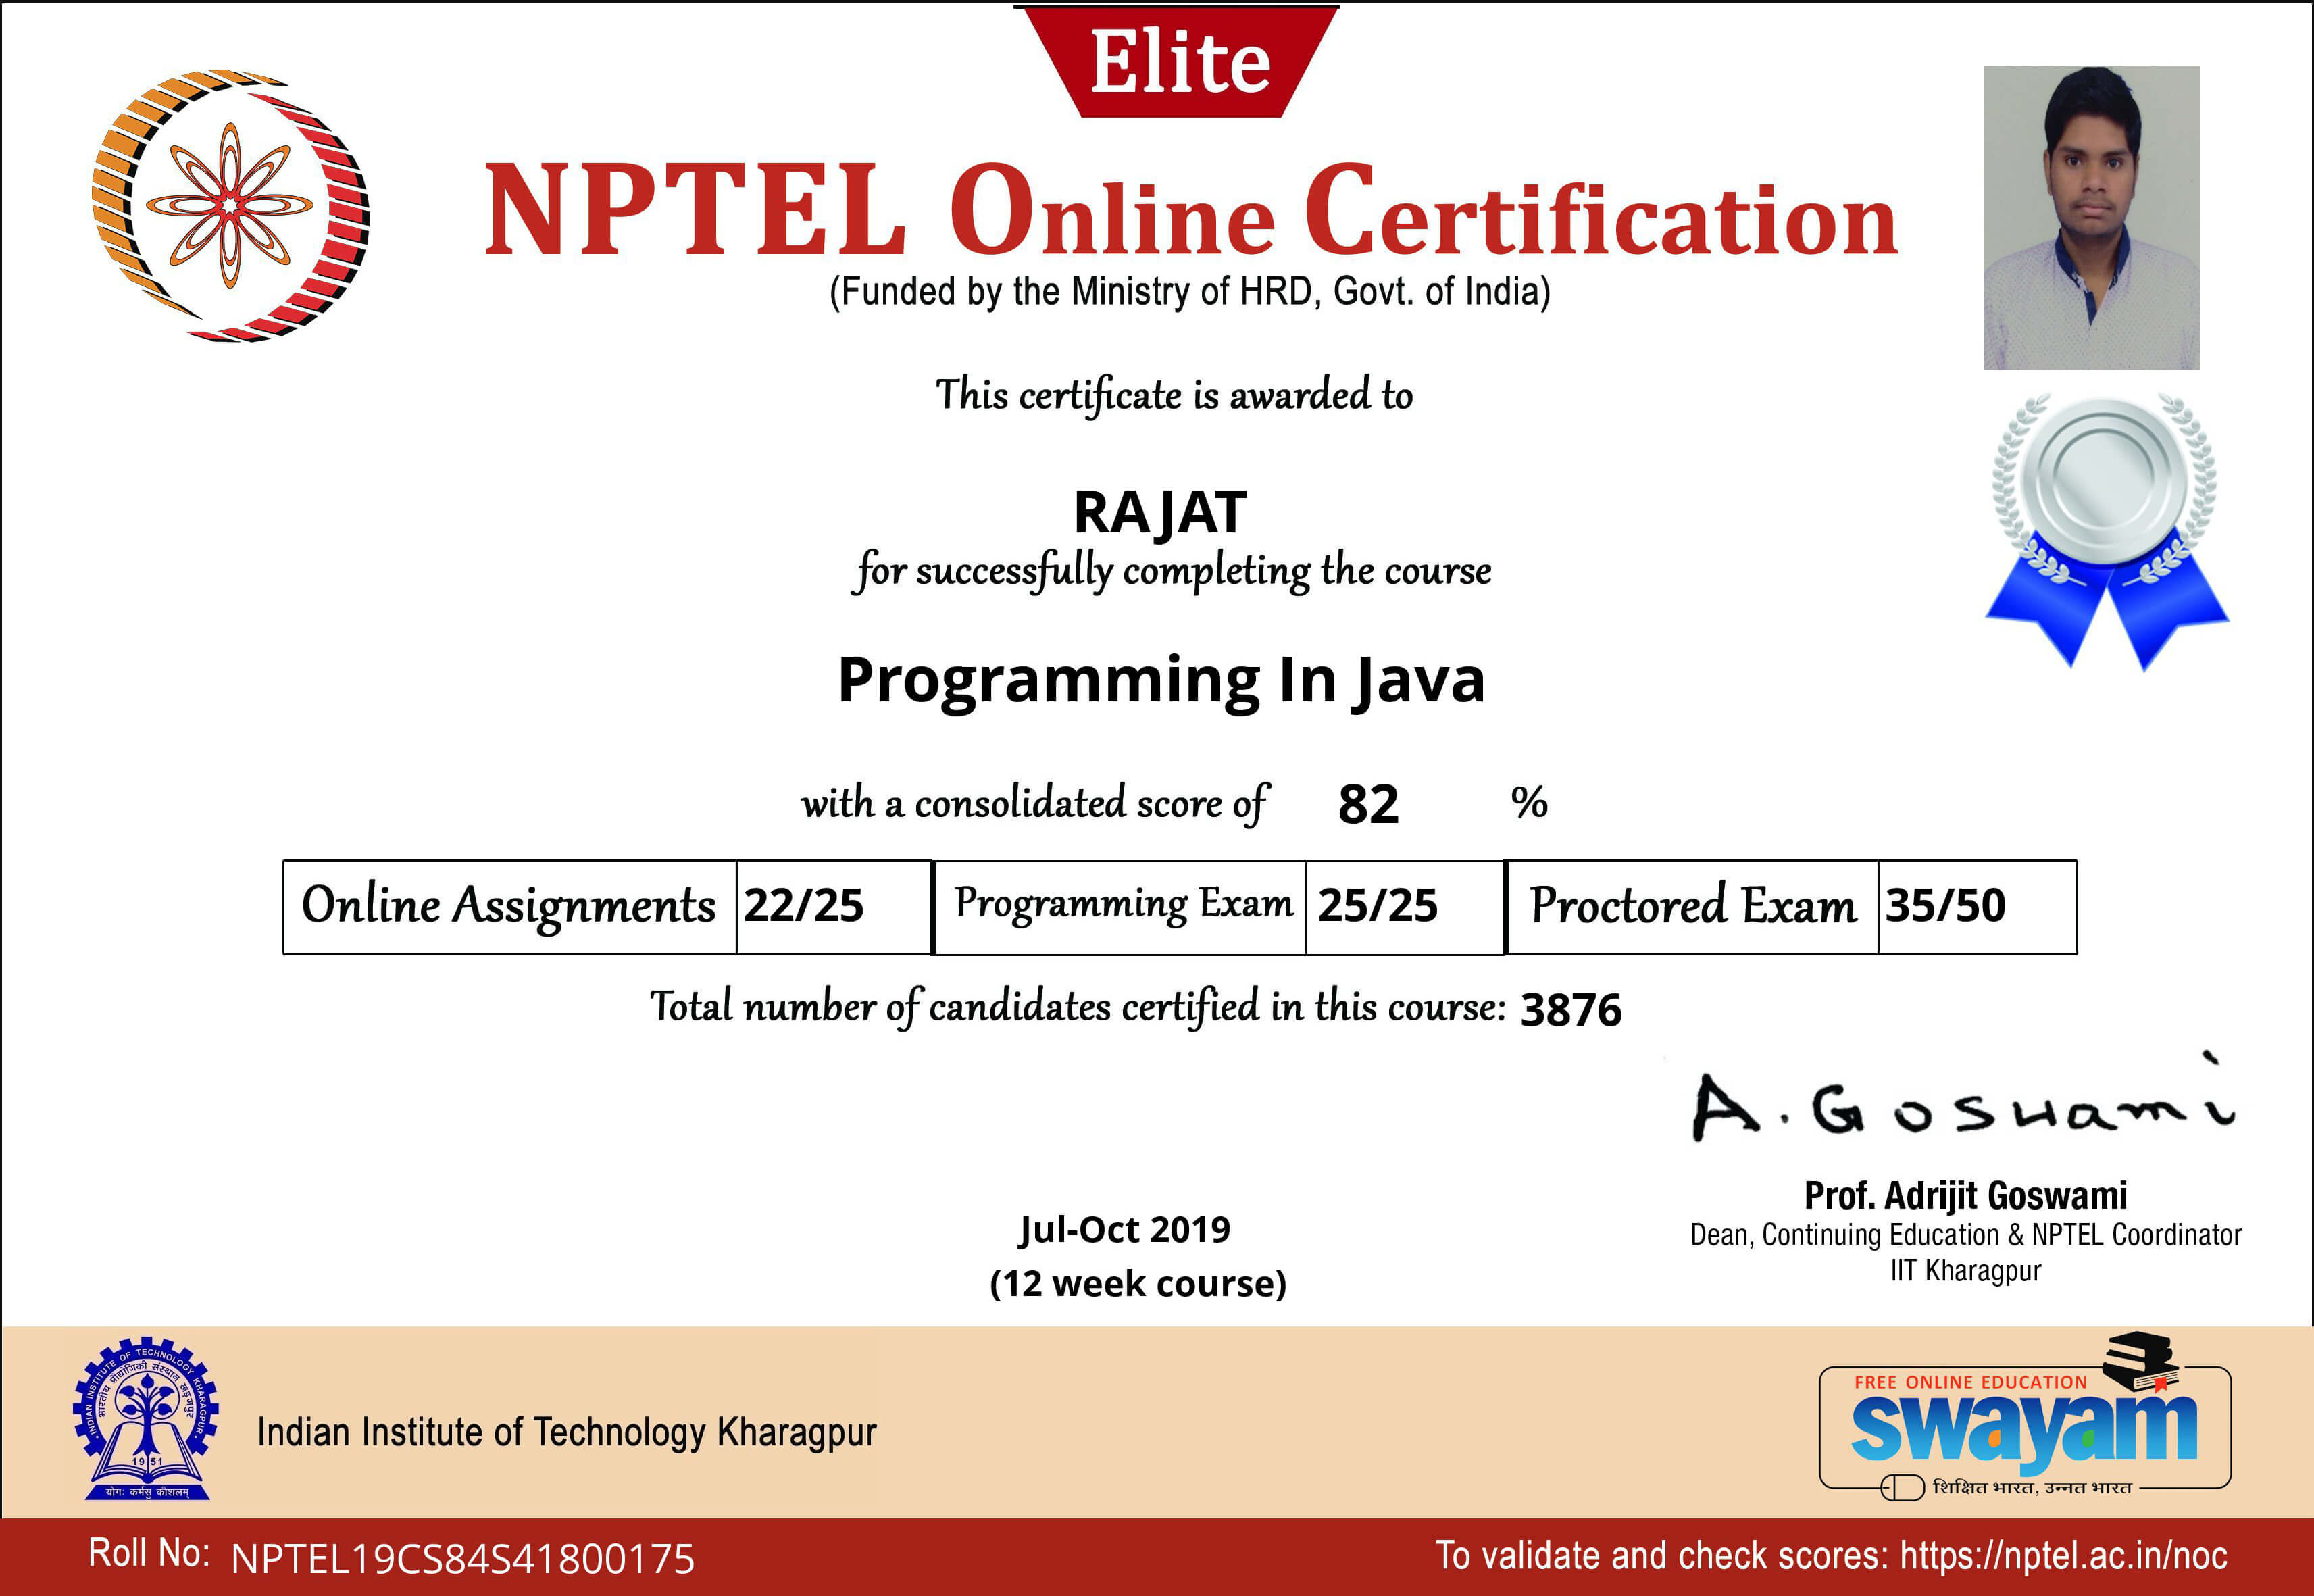 Elite
NPTEL Online Certification
(Funded by the Ministry of HRD, Govt. of India)
This certificate is awarded to
RAJAT
for successfully completing the course
Programming In Java
with a consolidated score of 82 %
Online Assignments 22/25 Programming Exam 25/25 Proctored Exam 35/50
Total number of candidates certified in this course: 3876
A. Goswami
Prof. Adrijit Goswami
Dean, Continuing Education & NPTEL Coordinator
IIT Kharagpur
Jul-Oct 2019
(12 week course)
INDIAN INSTITUTE OF TECHNOLOGY KHARAGPUR
भारतीय प्रौद्योगिकी संस्थान खड़गपुर
1951
योगः कर्मसु कौशलम्
Indian Institute of Technology Kharagpur
FREE ONLINE EDUCATION
swayam
शिक्षित भारत, उन्नत भारत
Roll No: NPTEL19CS84S41800175
To validate and check scores: https://nptel.ac.in/noc